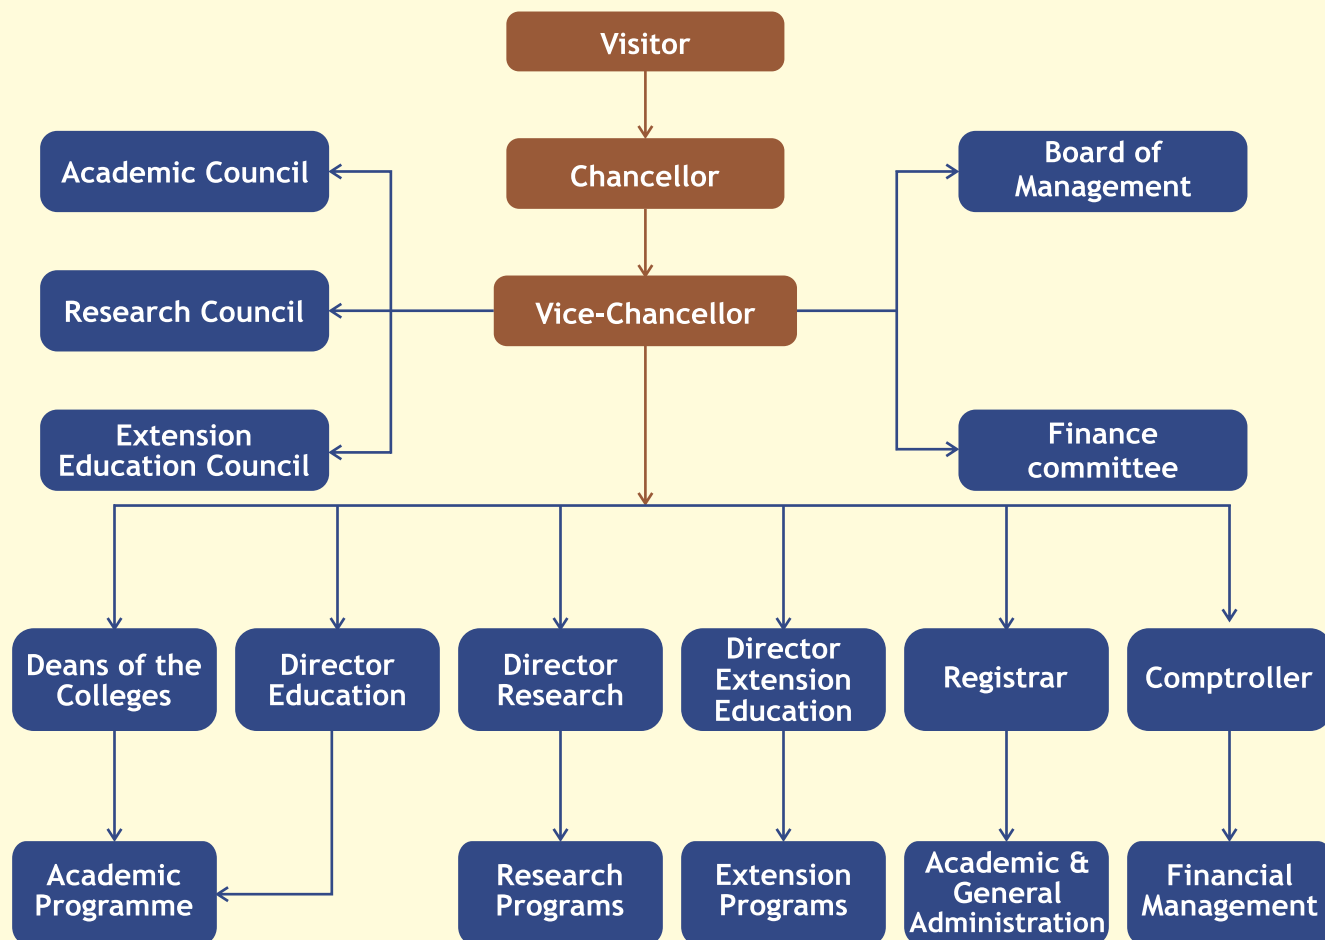 Visitor
Chancellor
Vice-Chancellor
Academic Council
Research Council
Extension
Education Council
Board of
Management
Finance
committee
Deans of the
Colleges
Director
Education
Director
Research
Director
Extension
Education
Registrar
Comptroller
Academic
Programme
Research
Programs
Extension
Programs
Academic &
General
Administration
Financial
Management